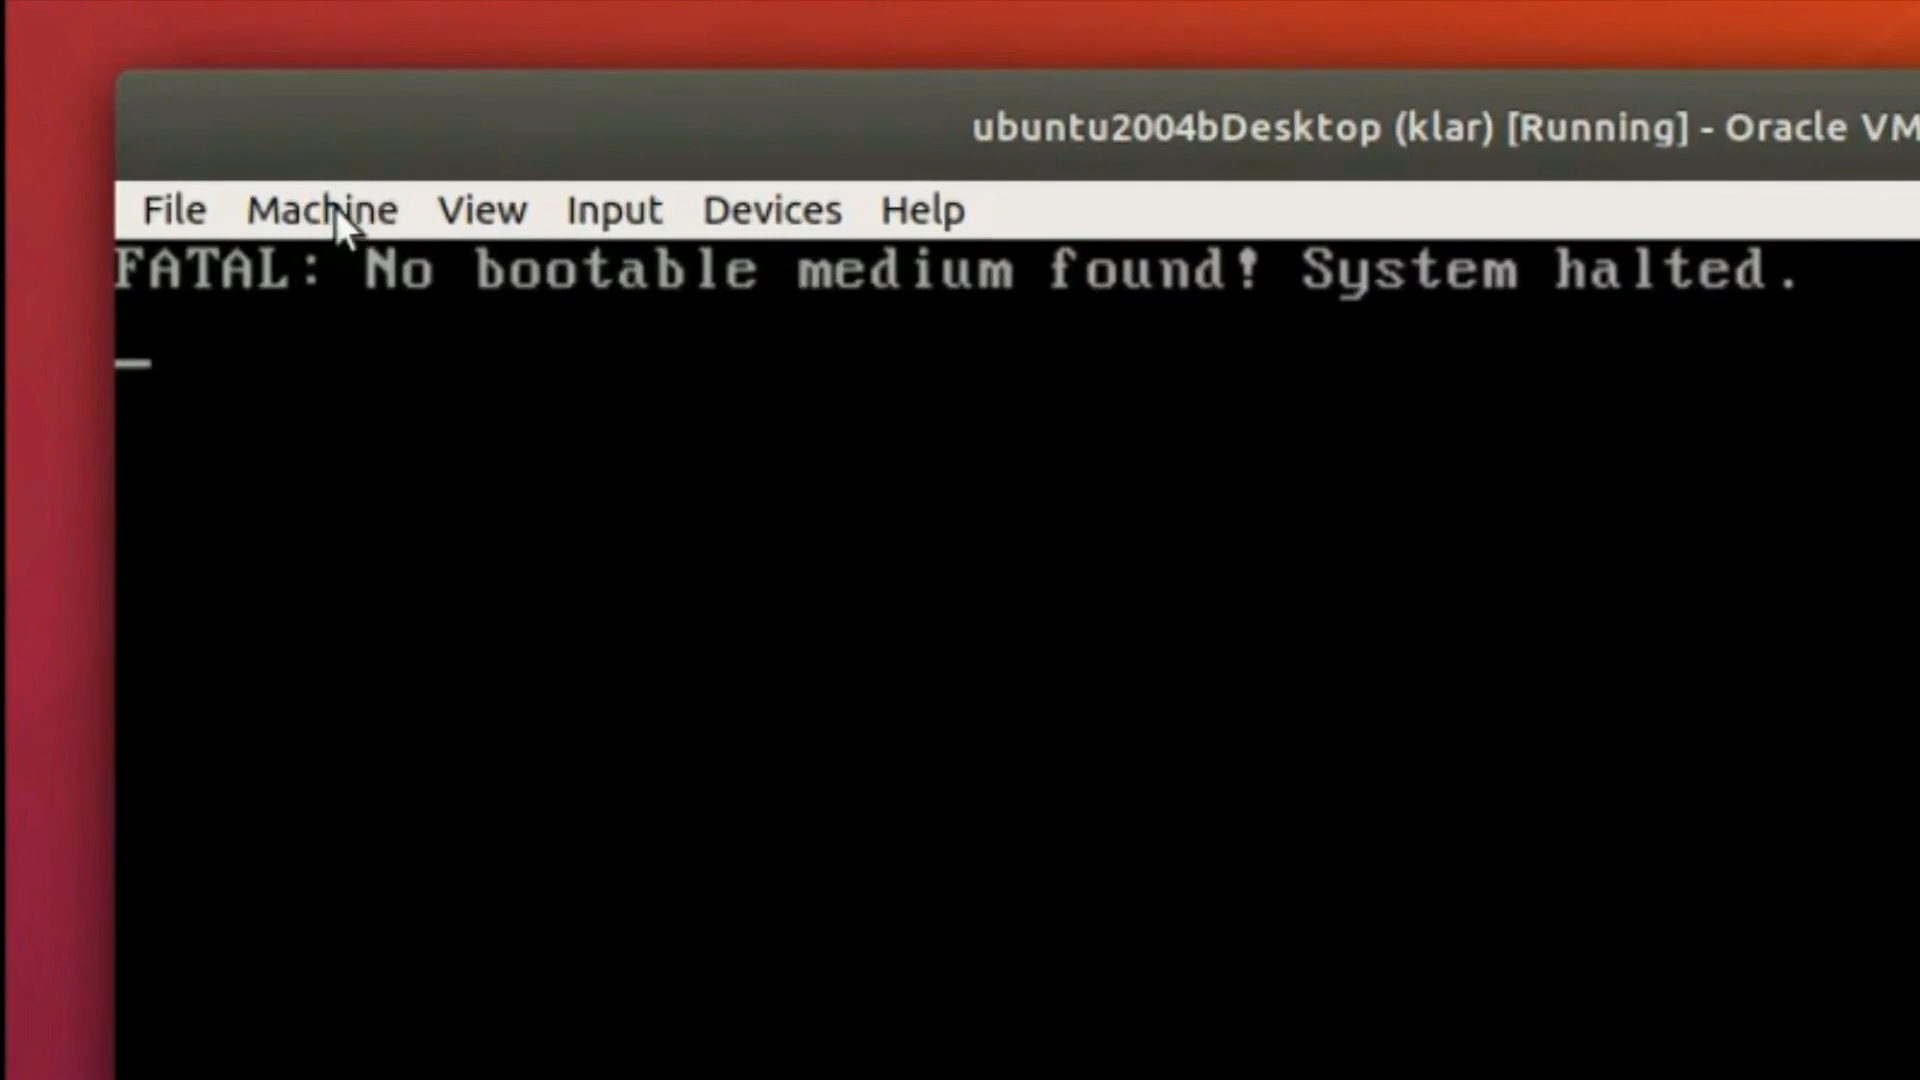 ubuntu2004bDesktop (klar) [Running] - Oracle VM
File Machine View Input Devices Help
FATAL: No bootable medium found! System halted.
_